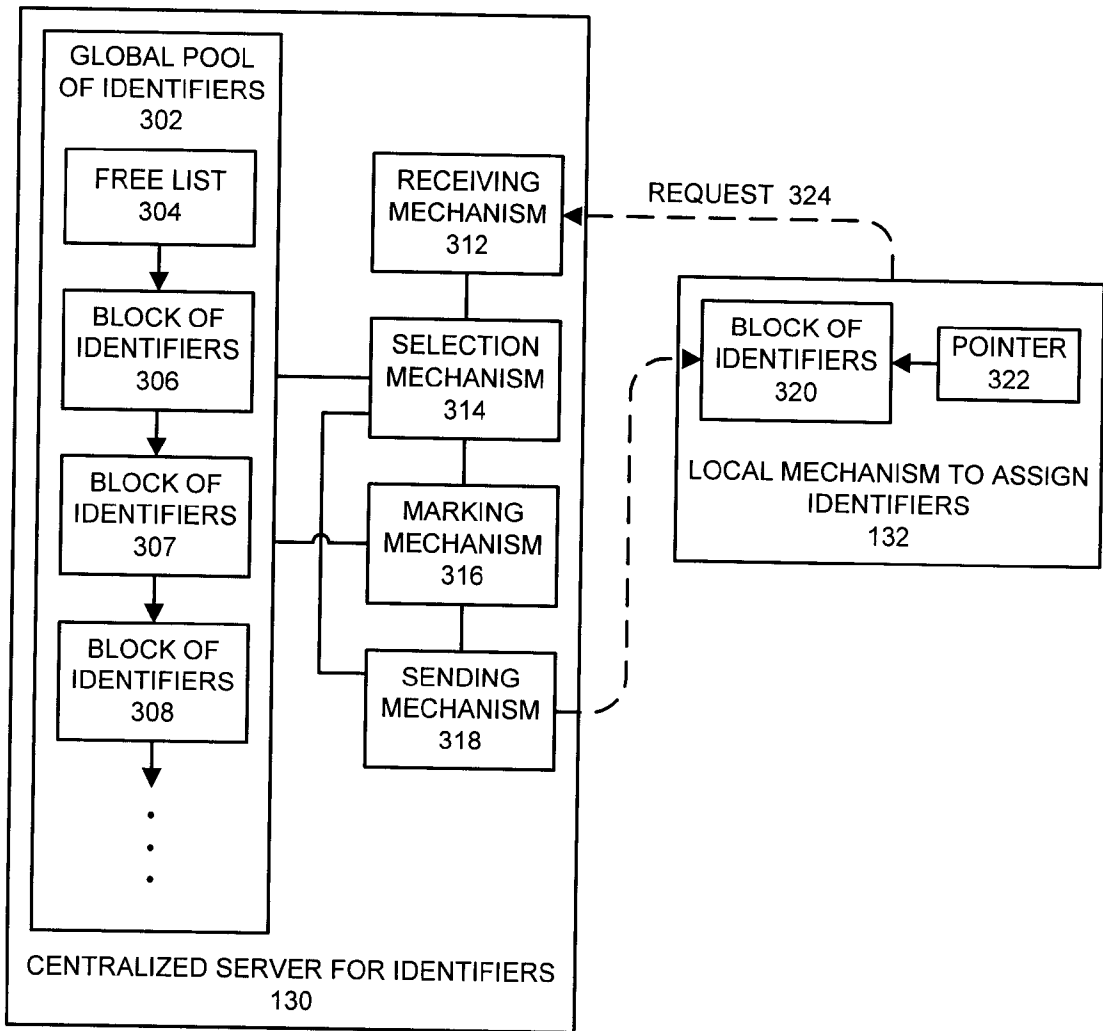 GLOBAL POOL
OF IDENTIFIERS
302
FREE LIST
304
BLOCK OF
IDENTIFIERS
306
BLOCK OF
IDENTIFIERS
307
BLOCK OF
IDENTIFIERS
308
RECEIVING
MECHANISM
312
SELECTION
MECHANISM
314
MARKING
MECHANISM
316
SENDING
MECHANISM
318
CENTRALIZED SERVER FOR IDENTIFIERS
130
REQUEST 324
BLOCK OF
IDENTIFIERS
320
POINTER
322
LOCAL MECHANISM TO ASSIGN
IDENTIFIERS
132